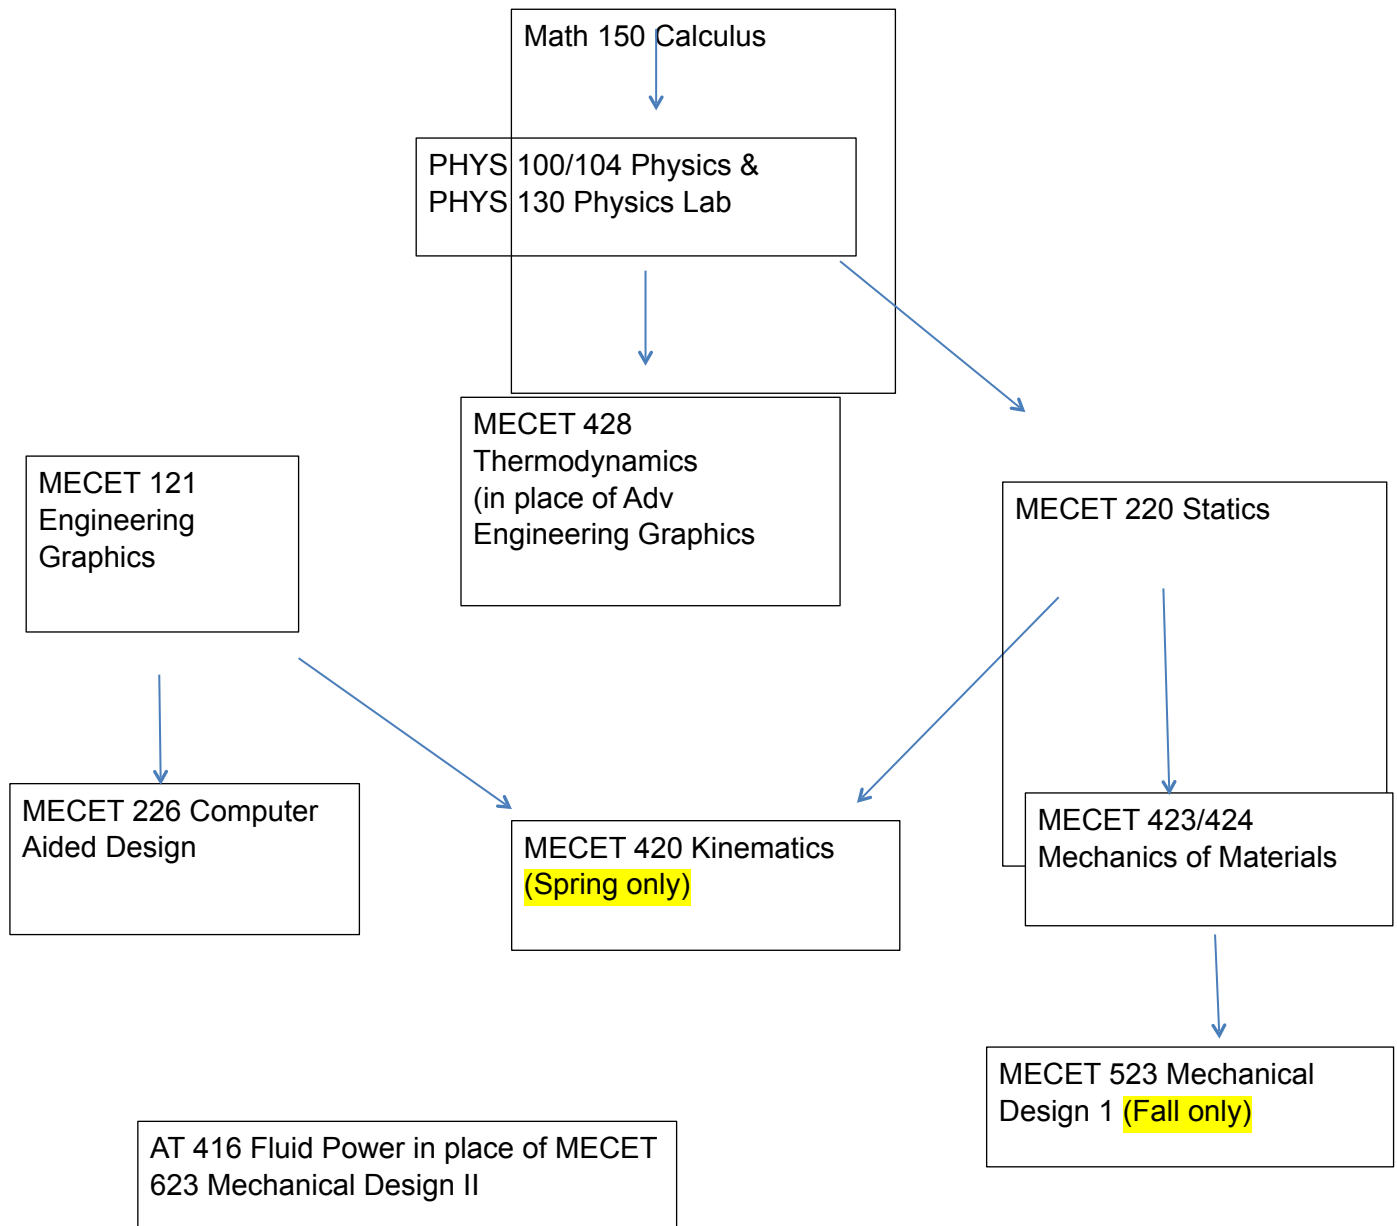 Math 150 Calculus
PHYS 100/104 Physics &
PHYS 130 Physics Lab
MECET 428
Thermodynamics
(in place of Adv
Engineering Graphics
MECET 121
Engineering
Graphics
MECET 220 Statics
MECET 226 Computer
Aided Design
MECET 420 Kinematics
(Spring only)
MECET 423/424
Mechanics of Materials
MECET 523 Mechanical
Design 1 (Fall only)
AT 416 Fluid Power in place of MECET
623 Mechanical Design II